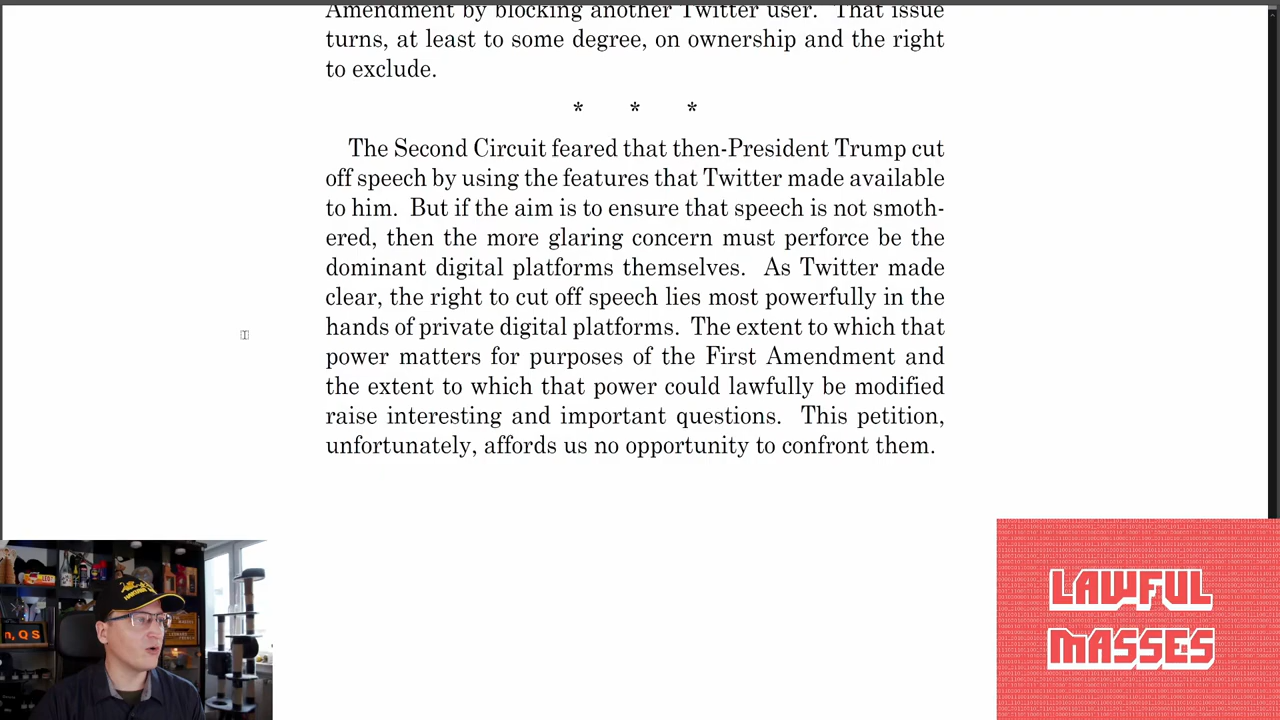 Amendment by blocking another Twitter user. That issue
turns, at least to some degree, on ownership and the right
to exclude.
* * *
The Second Circuit feared that then-President Trump cut
off speech by using the features that Twitter made available
to him. But if the aim is to ensure that speech is not smoth-
ered, then the more glaring concern must perforce be the
dominant digital platforms themselves. As Twitter made
clear, the right to cut off speech lies most powerfully in the
hands of private digital platforms. The extent to which that
power matters for purposes of the First Amendment and
the extent to which that power could lawfully be modified
raise interesting and important questions. This petition,
unfortunately, affords us no opportunity to confront them.
n, Q S
LAWFUL
MASSES